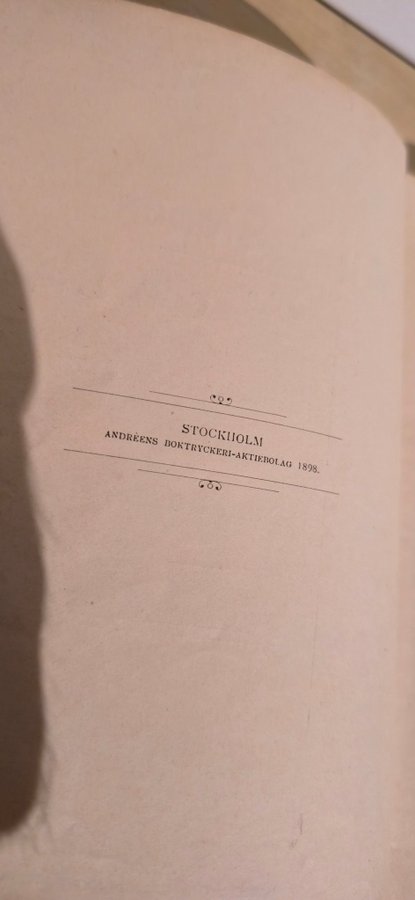 STOCKHOLM
ANDRÉENS BOKTRYCKERI-AKTIEBOLAG 1898.